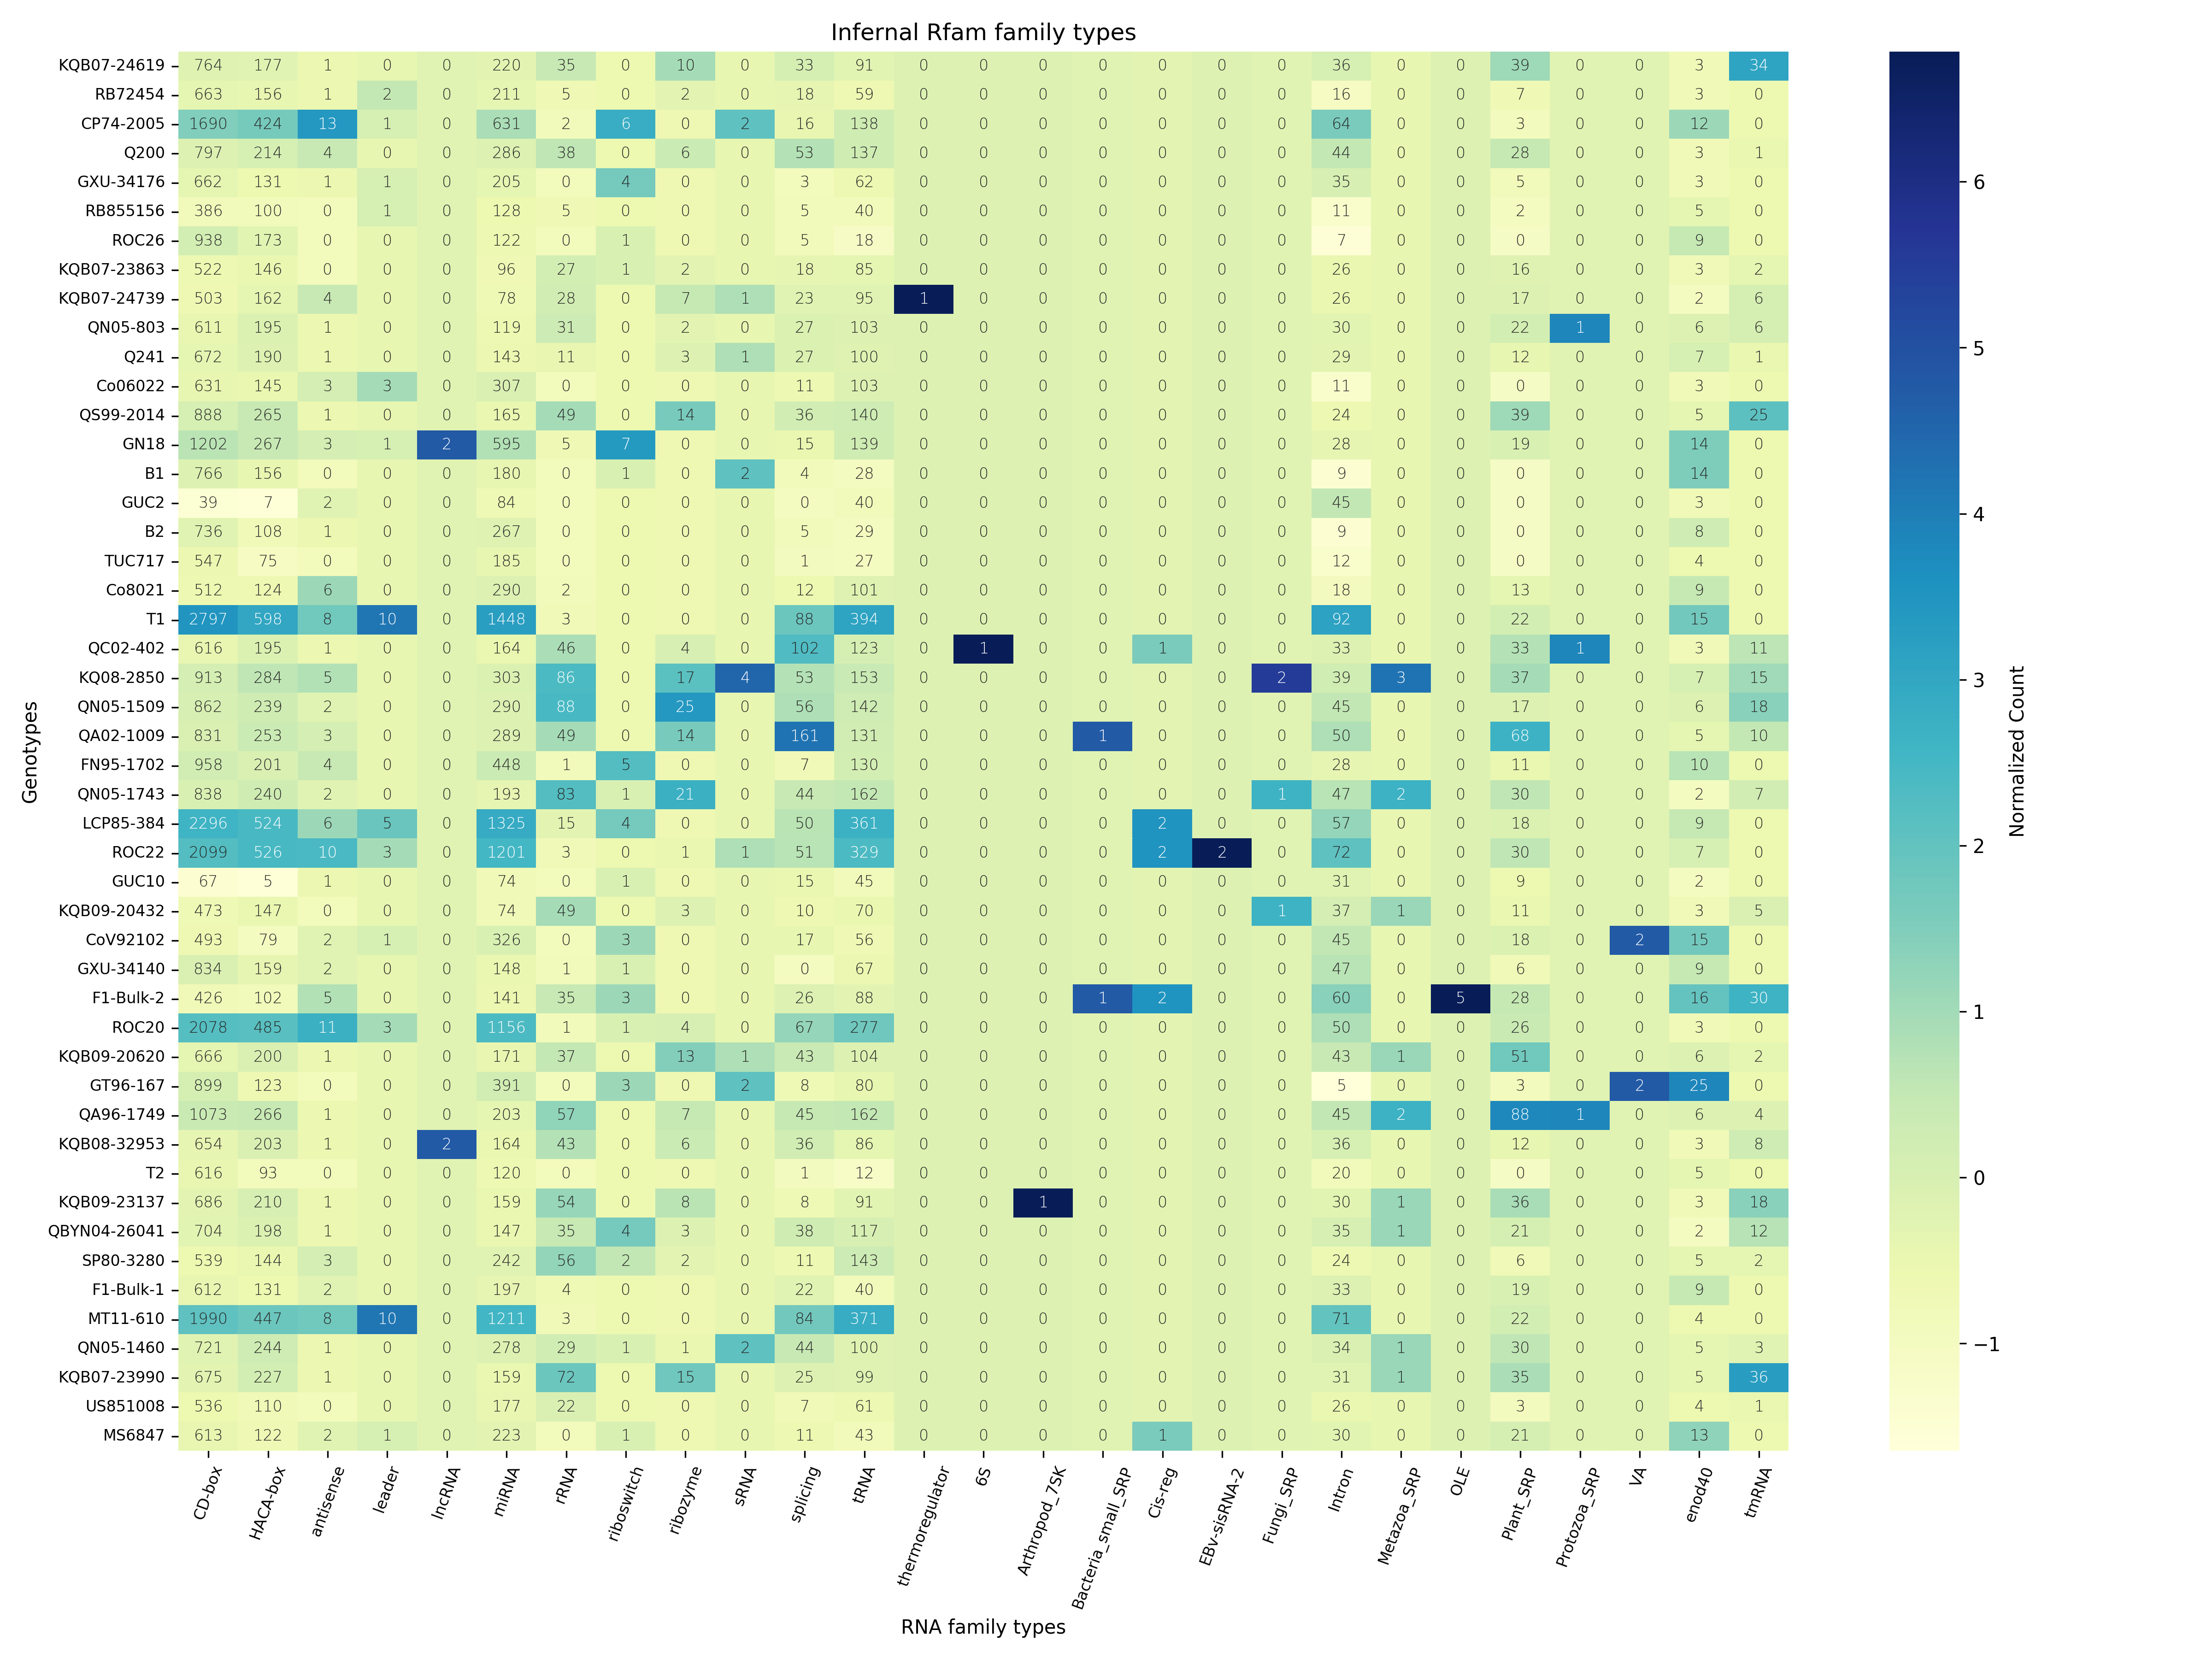 Internal Rfam family types
KQB07-24619 764 177 1 0 0 220 35 0 10 0 33 91 0 0 0 0 0 0 0 36 0 0 39 0 0 3 34
RB72454 663 156 1 2 0 211 5 0 2 0 18 59 0 0 0 0 0 0 0 16 0 0 7 0 0 3 0
CP74-2005 1690 424 13 1 0 631 2 6 0 2 16 138 0 0 0 0 0 0 0 64 0 0 3 0 0 12 0
Q200 797 214 4 0 0 286 38 0 6 0 53 137 0 0 0 0 0 0 0 44 0 0 28 0 0 3 1
GXU-34176 662 131 1 1 0 205 0 4 0 0 3 62 0 0 0 0 0 0 0 35 0 0 5 0 0 3 0
RB855156 386 100 0 1 0 128 5 0 0 0 5 40 0 0 0 0 0 0 0 11 0 0 2 0 0 5 0
ROC26 938 173 0 0 0 122 0 1 0 0 5 18 0 0 0 0 0 0 0 7 0 0 0 0 0 9 0
KQB07-23863 522 146 0 0 0 96 27 1 2 0 18 85 0 0 0 0 0 0 0 26 0 0 16 0 0 3 2
KQB07-24739 503 162 4 0 0 78 28 0 7 1 23 95 1 0 0 0 0 0 0 26 0 0 17 0 0 2 6
QN05-803 611 195 1 0 0 119 31 0 2 0 27 103 0 0 0 0 0 0 0 30 0 0 22 1 0 6 6
Q241 672 190 1 0 0 143 11 0 3 1 27 100 0 0 0 0 0 0 0 29 0 0 12 0 0 7 1
Co06022 631 145 3 3 0 307 0 0 0 0 11 103 0 0 0 0 0 0 0 11 0 0 0 0 0 3 0
QS99-2014 888 265 1 0 0 165 49 0 14 0 36 140 0 0 0 0 0 0 0 24 0 0 39 0 0 5 25
GN18 1202 267 3 1 2 595 5 7 0 0 15 139 0 0 0 0 0 0 0 28 0 0 19 0 0 14 0
B1 766 156 0 0 0 180 0 1 0 2 4 28 0 0 0 0 0 0 0 9 0 0 0 0 0 14 0
GUC2 39 7 2 0 0 84 0 0 0 0 0 40 0 0 0 0 0 0 0 45 0 0 0 0 0 3 0
B2 736 108 1 0 0 267 0 0 0 0 5 29 0 0 0 0 0 0 0 9 0 0 0 0 0 8 0
TUC717 547 75 0 0 0 185 0 0 0 0 1 27 0 0 0 0 0 0 0 12 0 0 0 0 0 4 0
Co8021 512 124 6 0 0 290 2 0 0 0 12 101 0 0 0 0 0 0 0 18 0 0 13 0 0 9 0
T1 2797 598 8 10 0 1448 3 0 0 0 88 394 0 0 0 0 0 0 0 92 0 0 22 0 0 15 0
QC02-402 616 195 1 0 0 164 46 0 4 0 102 123 0 1 0 0 1 0 0 33 0 0 33 1 0 3 11
KQ08-2850 913 284 5 0 0 303 86 0 17 4 53 153 0 0 0 0 0 0 2 39 3 0 37 0 0 7 15
QN05-1509 862 239 2 0 0 290 88 0 25 0 56 142 0 0 0 0 0 0 0 45 0 0 17 0 0 6 18
QA02-1009 831 253 3 0 0 289 49 0 14 0 161 131 0 0 0 1 0 0 0 50 0 0 68 0 0 5 10
FN95-1702 958 201 4 0 0 448 1 5 0 0 7 130 0 0 0 0 0 0 0 28 0 0 11 0 0 10 0
QN05-1743 838 240 2 0 0 193 83 1 21 0 44 162 0 0 0 0 0 0 1 47 2 0 30 0 0 2 7
LCP85-384 2296 524 6 5 0 1325 15 4 0 0 50 361 0 0 0 0 2 0 0 57 0 0 18 0 0 9 0
ROC22 2099 526 10 3 0 1201 3 0 1 1 51 329 0 0 0 0 2 2 0 72 0 0 30 0 0 7 0
GUC10 67 5 1 0 0 74 0 1 0 0 15 45 0 0 0 0 0 0 0 31 0 0 9 0 0 2 0
KQB09-20432 473 147 0 0 0 74 49 0 3 0 10 70 0 0 0 0 0 0 1 37 1 0 11 0 0 3 5
CoV92102 493 79 2 1 0 326 0 3 0 0 17 56 0 0 0 0 0 0 0 45 0 0 18 0 2 15 0
GXU-34140 834 159 2 0 0 148 1 1 0 0 0 67 0 0 0 0 0 0 0 47 0 0 6 0 0 9 0
F1-Bulk-2 426 102 5 0 0 141 35 3 0 0 26 88 0 0 0 1 2 0 0 60 0 5 28 0 0 16 30
ROC20 2078 485 11 3 0 1156 1 1 4 0 67 277 0 0 0 0 0 0 0 50 0 0 26 0 0 3 0
KQB09-20620 666 200 1 0 0 171 37 0 13 1 43 104 0 0 0 0 0 0 0 43 1 0 51 0 0 6 2
GT96-167 899 123 0 0 0 391 0 3 0 2 8 80 0 0 0 0 0 0 0 5 0 0 3 0 2 25 0
QA96-1749 1073 266 1 0 0 203 57 0 7 0 45 162 0 0 0 0 0 0 0 45 2 0 88 1 0 6 4
KQB08-32953 654 203 1 0 2 164 43 0 6 0 36 86 0 0 0 0 0 0 0 36 0 0 12 0 0 3 8
T2 616 93 0 0 0 120 0 0 0 0 1 12 0 0 0 0 0 0 0 20 0 0 0 0 0 5 0
KQB09-23137 686 210 1 0 0 159 54 0 8 0 8 91 0 0 1 0 0 0 0 30 1 0 36 0 0 3 18
QBYN04-26041 704 198 1 0 0 147 35 4 3 0 38 117 0 0 0 0 0 0 0 35 1 0 21 0 0 2 12
SP80-3280 539 144 3 0 0 242 56 2 2 0 11 143 0 0 0 0 0 0 0 24 0 0 6 0 0 5 2
F1-Bulk-1 612 131 2 0 0 197 4 0 0 0 22 40 0 0 0 0 0 0 0 33 0 0 19 0 0 9 0
MT11-610 1990 447 8 10 0 1211 3 0 0 0 84 371 0 0 0 0 0 0 0 71 0 0 22 0 0 4 0
QN05-1460 721 244 1 0 0 278 29 1 1 2 44 100 0 0 0 0 0 0 0 34 1 0 30 0 0 5 3
KQB07-23990 675 227 1 0 0 159 72 0 15 0 25 99 0 0 0 0 0 0 0 31 1 0 35 0 0 5 36
US851008 536 110 0 0 0 177 22 0 0 0 7 61 0 0 0 0 0 0 0 26 0 0 3 0 0 4 1
MS6847 613 122 2 1 0 223 0 1 0 0 11 43 0 0 0 0 1 0 0 30 0 0 21 0 0 13 0
CD-box HACA-box antisense leader lncRNA miRNA rRNA riboswitch ribozyme sRNA splicing tRNA thermoregulator 6S Arthropod_7SK Bacteria_small_SRP Cis-reg EBv-sisRNA-2 Fungi_SRP Intron Metazoa_SRP OLE Plant_SRP Protozoa_SRP VA enod40 tmRNA
RNA family types
Genotypes
6
5
4
3
2
1
0
−1
Normalized Count